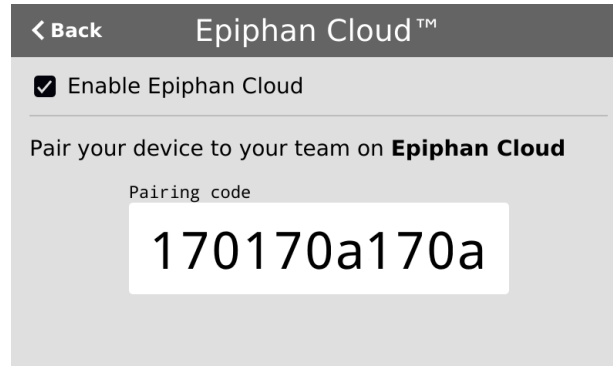 Back
Epiphan Cloud™
Enable Epiphan Cloud
Pair your device to your team on Epiphan Cloud
Pairing code
170170a170a